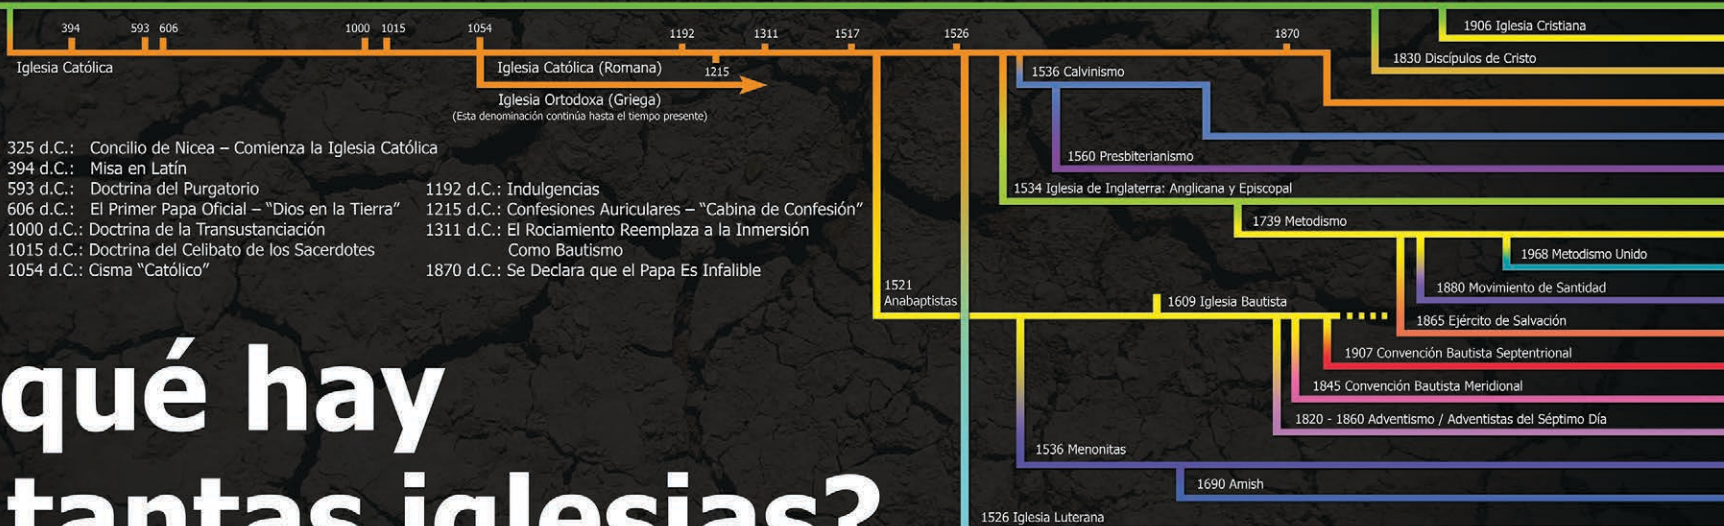 1906 Iglesia Cristiana
1830 Discípulos de Cristo
394
593
606
1000
1015
1054
1192
1311
1517
1526
1870
Iglesia Católica
Iglesia Católica (Romana)
1215
Iglesia Ortodoxa (Griega)
(Esta denominación continúa hasta el tiempo presente)
1536 Calvinismo
1560 Presbiterianismo
1534 Iglesia de Inglaterra: Anglicana y Episcopal
1739 Metodismo
1968 Metodismo Unido
1880 Movimiento de Santidad
1865 Ejército de Salvación
325 d.C.: Concilio de Nicea – Comienza la Iglesia Católica
394 d.C.: Misa en Latín
593 d.C.: Doctrina del Purgatorio
606 d.C.: El Primer Papa Oficial – “Dios en la Tierra”
1000 d.C.: Doctrina de la Transustanciación
1015 d.C.: Doctrina del Celibato de los Sacerdotes
1054 d.C.: Cisma “Católico”
1192 d.C.: Indulgencias
1215 d.C.: Confesiones Auriculares – “Cabina de Confesión”
1311 d.C.: El Rociamiento Reemplaza a la Inmersión
Como Bautismo
1870 d.C.: Se Declara que el Papa Es Infalible
1521
Anabaptistas
1609 Iglesia Bautista
1907 Convención Bautista Septentrional
1845 Convención Bautista Meridional
1820 - 1860 Adventismo / Adventistas del Séptimo Día
1536 Menonitas
1690 Amish
1526 Iglesia Luterana
qué hay
tantas iglesias?